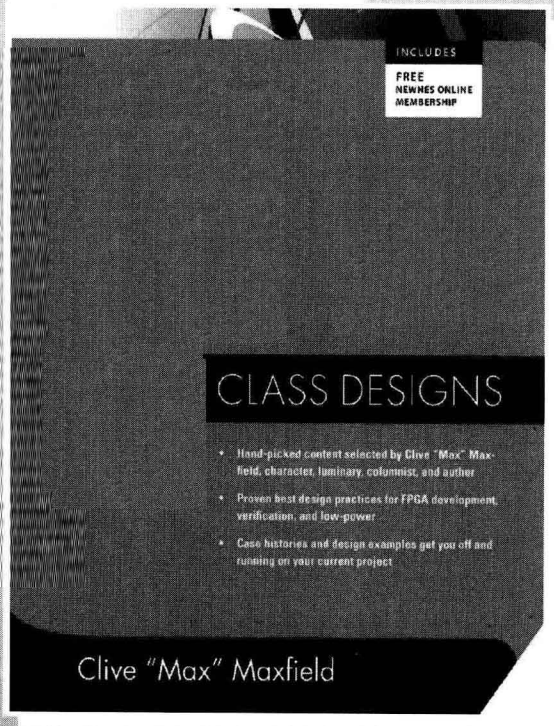 INCLUDES
FREE
NEWNES ONLINE
MEMBERSHIP
CLASS DESIGNS
• Hand-picked content selected by Clive "Max" Max-
field, character, luminary, columnist, and author
• Proven best design practices for FPGA development,
verification, and low-power
• Case histories and design examples get you off and
running on your current project
Clive "Max" Maxfield